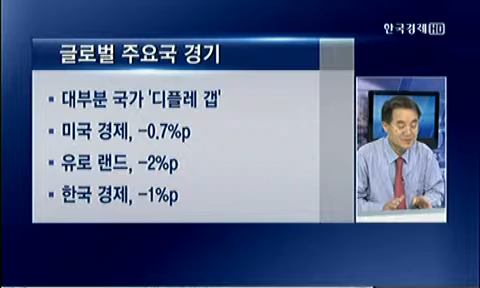 한국경제HD
글로벌 주요국 경기
▪ 대부분 국가 '디플레 갭'
▪ 미국 경제, -0.7%p
▪ 유로 랜드, -2%p
▪ 한국 경제, -1%p